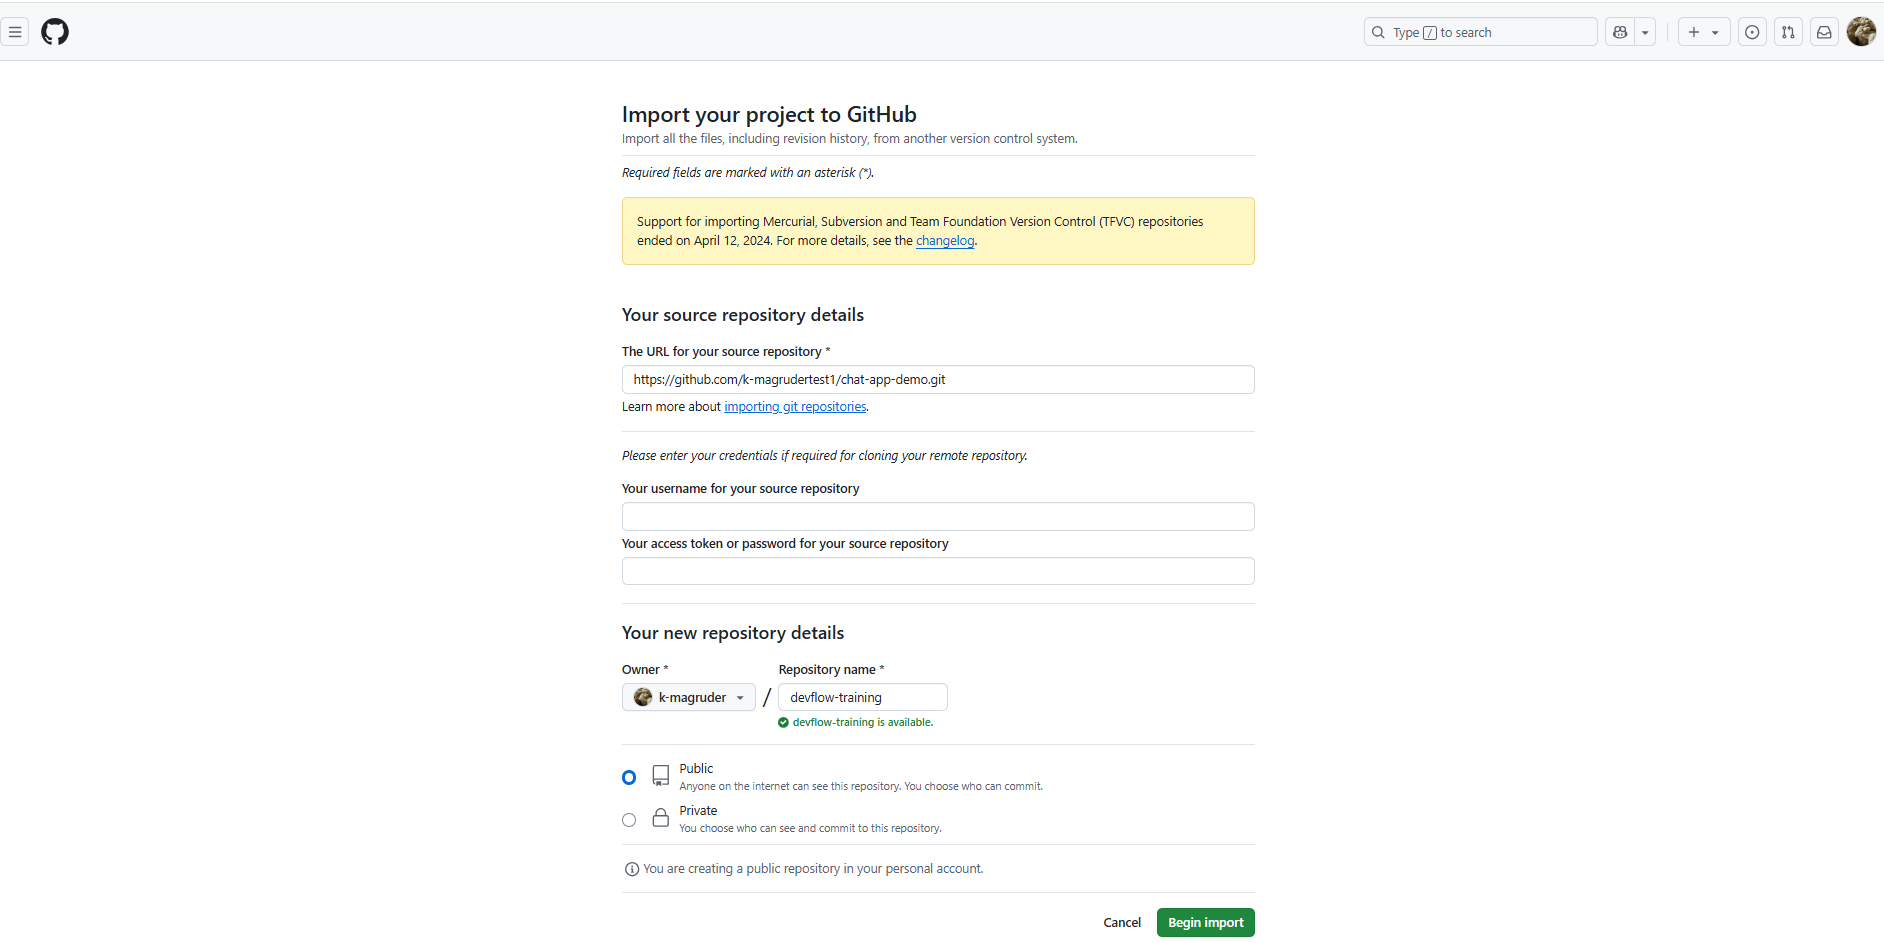 Type / to search
Import your project to GitHub
Import all the files, including revision history, from another version control system.
Required fields are marked with an asterisk (*).
Support for importing Mercurial, Subversion and Team Foundation Version Control (TFVC) repositories
ended on April 12, 2024. For more details, see the changelog.
Your source repository details
The URL for your source repository *
https://github.com/k-magrudertest1/chat-app-demo.git
Learn more about importing git repositories.
Please enter your credentials if required for cloning your remote repository.
Your username for your source repository
Your access token or password for your source repository
Your new repository details
Owner * Repository name *
k-magruder / devflow-training
devflow-training is available.
Public
Anyone on the internet can see this repository. You choose who can commit.
Private
You choose who can see and commit to this repository.
You are creating a public repository in your personal account.
Cancel Begin import